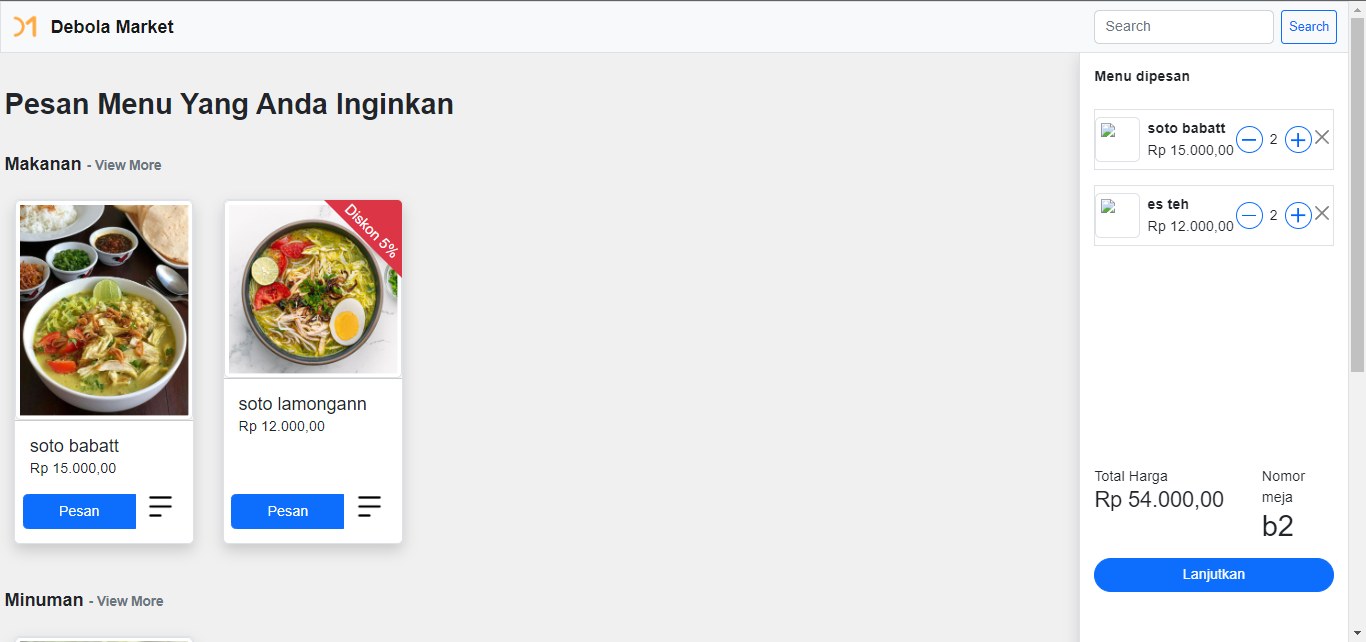 Debola Market
Search
Search
Pesan Menu Yang Anda Inginkan
Makanan - View More
Diskon 5%
soto babatt
Rp 15.000,00
Pesan
soto lamongann
Rp 12.000,00
Pesan
Minuman - View More
Menu dipesan
soto babatt
Rp 15.000,00
2
es teh
Rp 12.000,00
2
Total Harga
Rp 54.000,00
Nomor
meja
b2
Lanjutkan